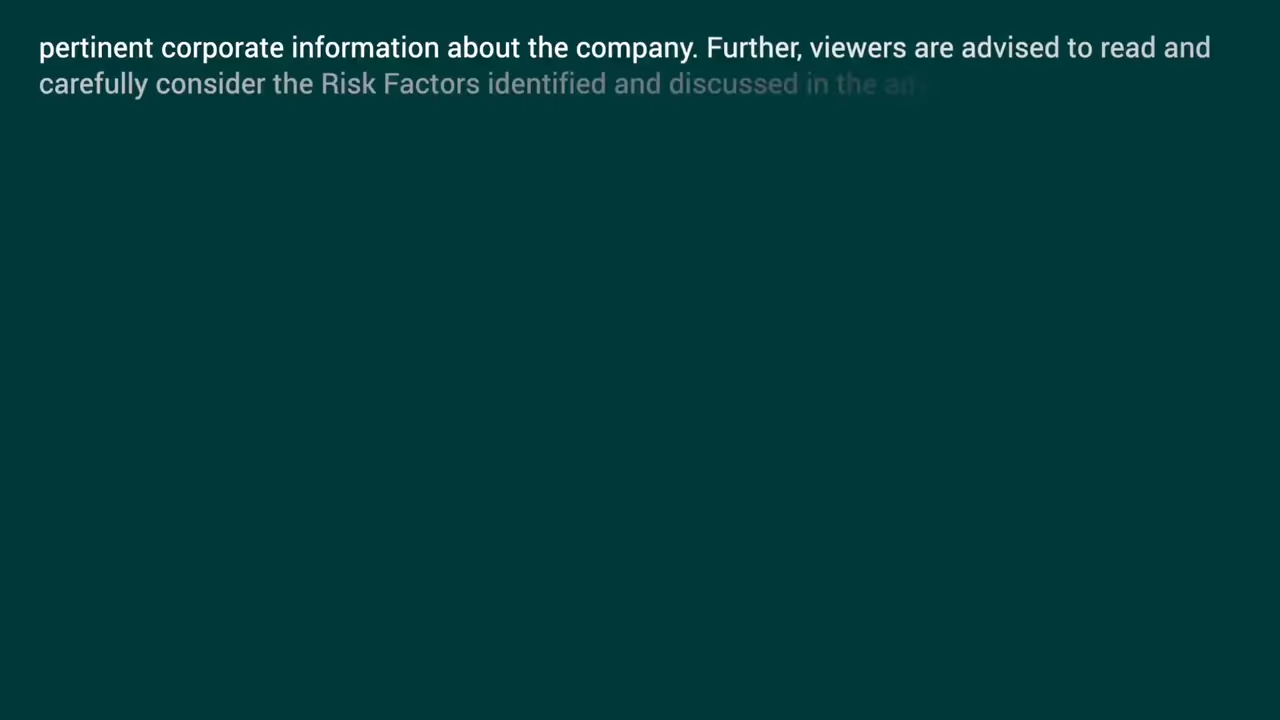 pertinent corporate information about the company. Further, viewers are advised to read and
carefully consider the Risk Factors identified and discussed in the